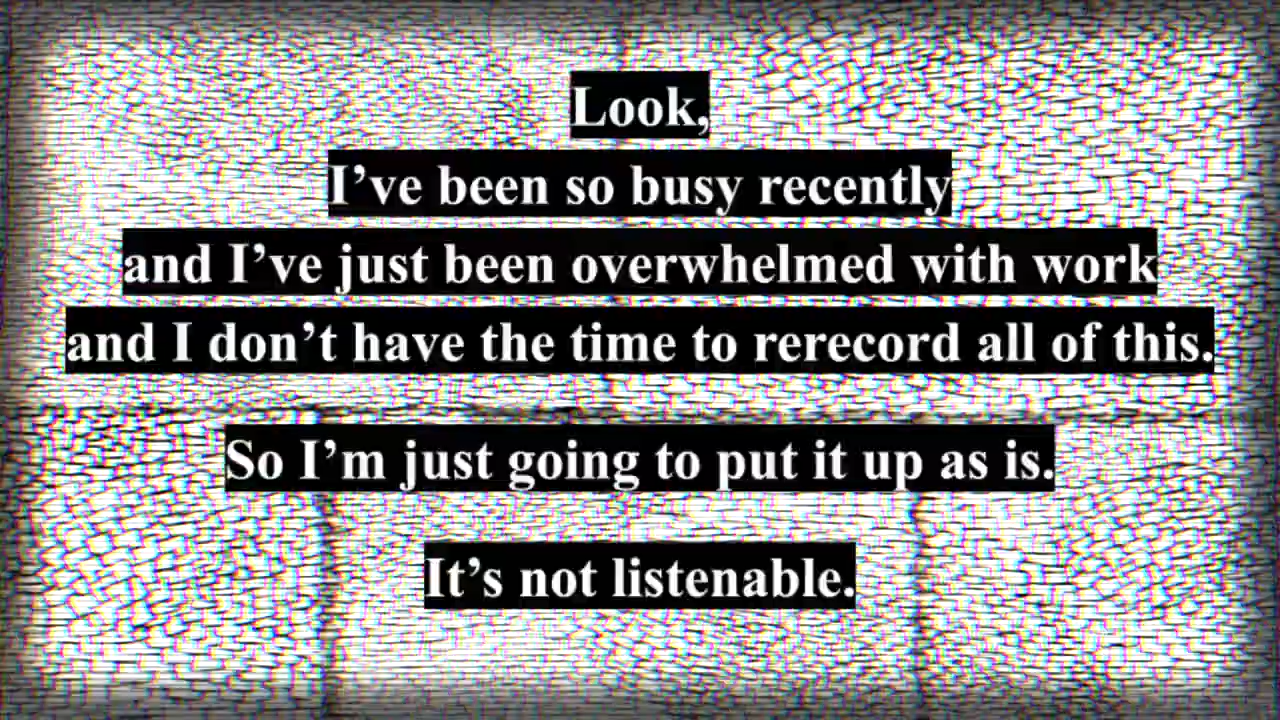 Look,
I’ve been so busy recently
and I’ve just been overwhelmed with work
and I don’t have the time to rerecord all of this.
So I’m just going to put it up as is.
It’s not listenable.